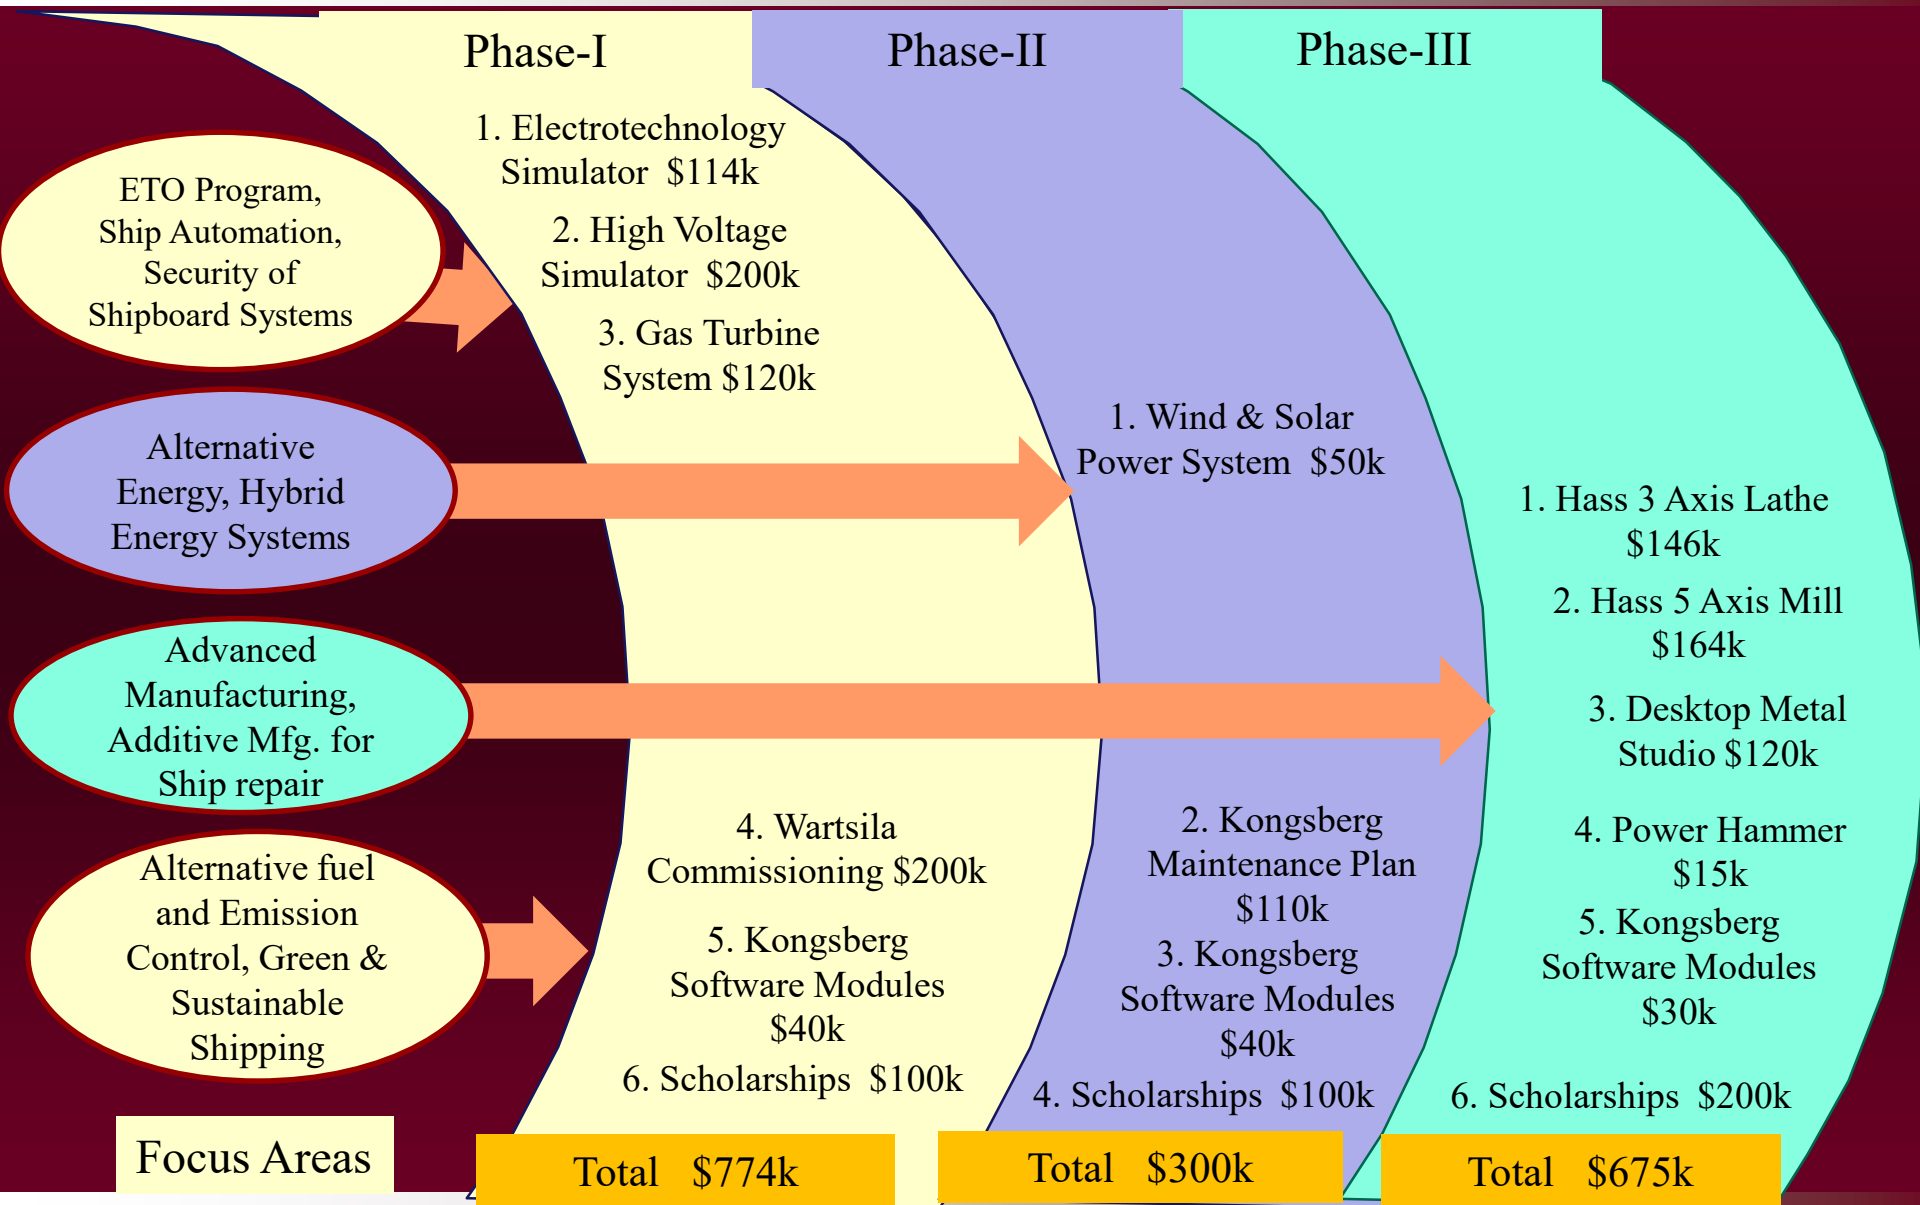 Phase-I
Phase-II
Phase-III
ETO Program,
Ship Automation,
Security of
Shipboard Systems
Alternative
Energy, Hybrid
Energy Systems
Advanced
Manufacturing,
Additive Mfg. for
Ship repair
Alternative fuel
and Emission
Control, Green &
Sustainable
Shipping
Focus Areas
1. Electrotechnology
Simulator $114k
2. High Voltage
Simulator $200k
3. Gas Turbine
System $120k
4. Wartsila
Commissioning $200k
5. Kongsberg
Software Modules
$40k
6. Scholarships $100k
Total $774k
1. Wind & Solar
Power System $50k
2. Kongsberg
Maintenance Plan
$110k
3. Kongsberg
Software Modules
$40k
4. Scholarships $100k
Total $300k
1. Hass 3 Axis Lathe
$146k
2. Hass 5 Axis Mill
$164k
3. Desktop Metal
Studio $120k
4. Power Hammer
$15k
5. Kongsberg
Software Modules
$30k
6. Scholarships $200k
Total $675k